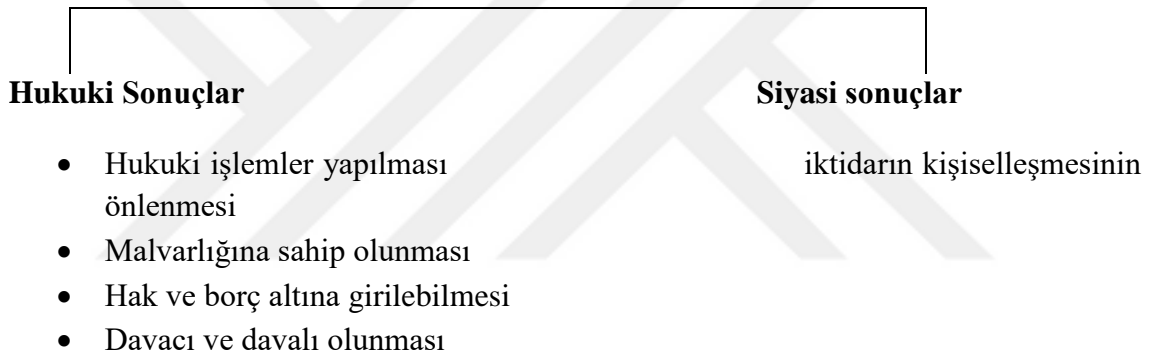 Hukuki Sonuçlar Siyasi sonuçlar
• Hukuki işlemler yapılması iktidarın kişiselleşmesinin
önlenmesi
• Malvarlığına sahip olunması
• Hak ve borç altına girilebilmesi
• Davacı ve davalı olunması